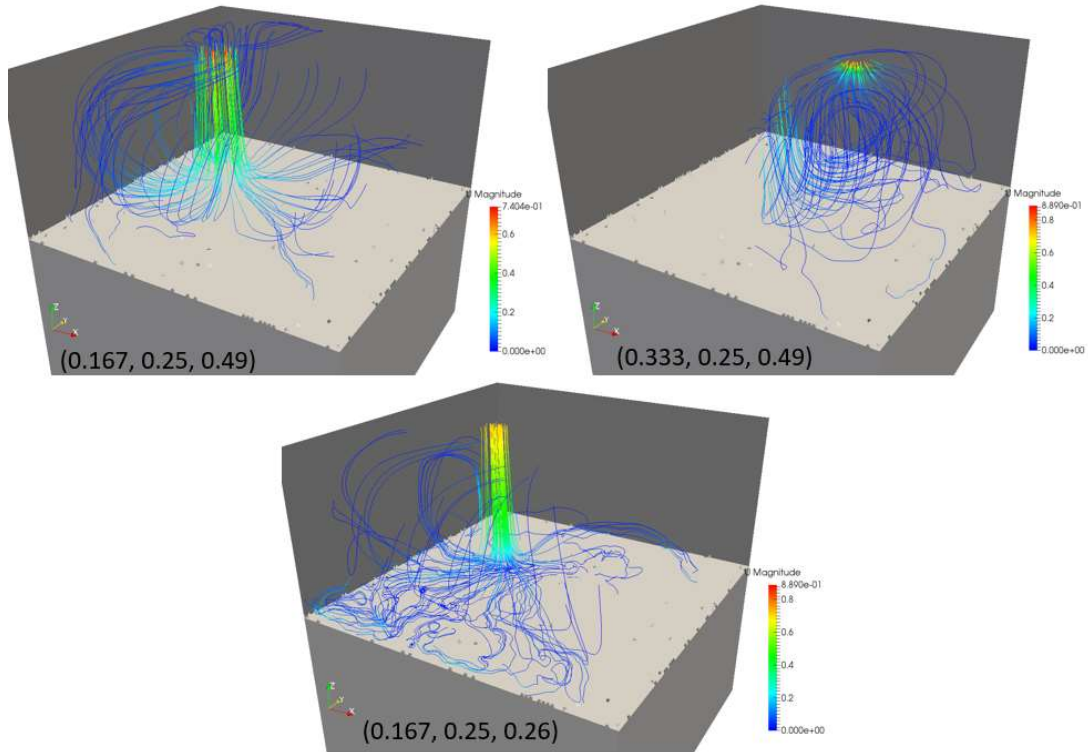 U Magnitude
7.404e-01
0.6
0.4
0.2
0.000e+00
Z
Y
X
(0.167, 0.25, 0.49)
U Magnitude
8.890e-01
0.8
0.6
0.4
0.2
0.000e+00
Z
Y
X
(0.333, 0.25, 0.49)
U Magnitude
8.890e-01
0.8
0.6
0.4
0.2
0.000e+00
Z
Y
X
(0.167, 0.25, 0.26)